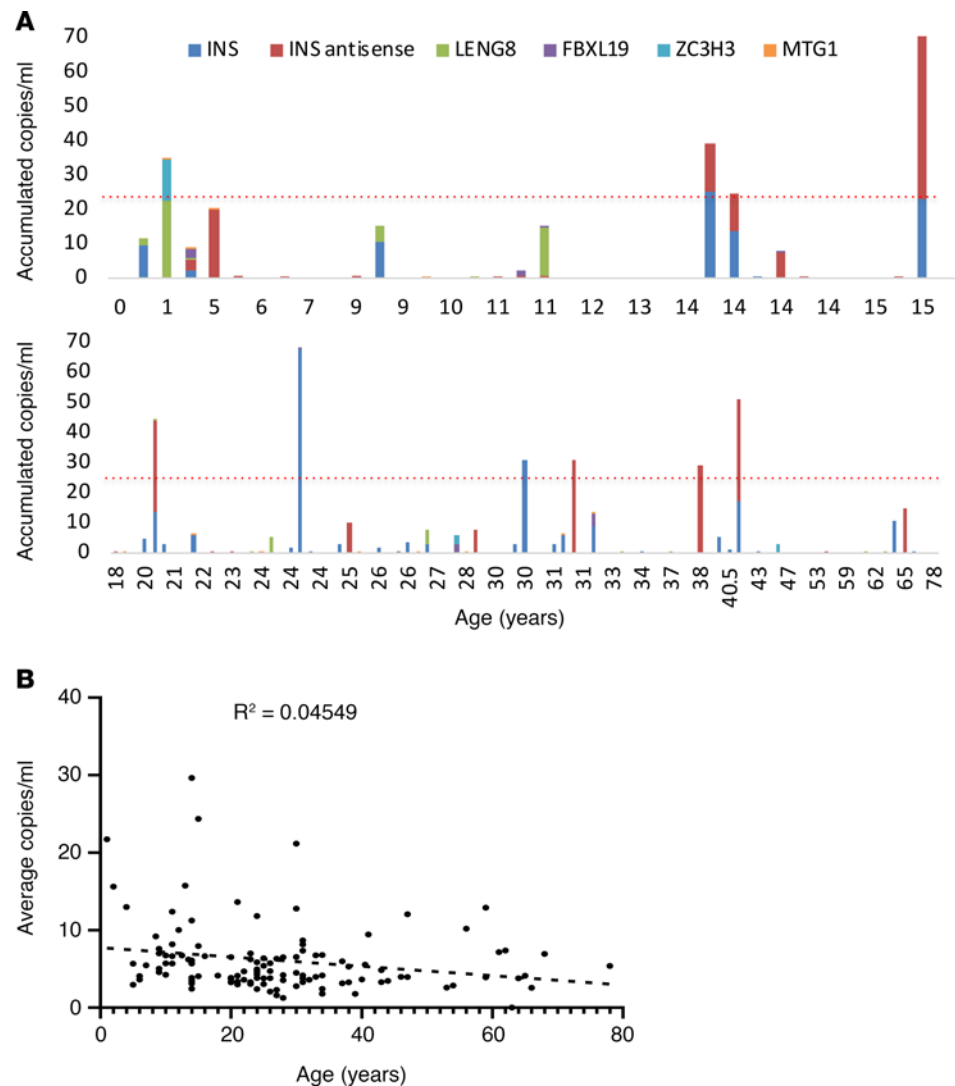 A
INS INS antisense LENG8 FBXL19 ZC3H3 MTG1
Accumulated copies/ml
70
60
50
40
30
20
10
0
0 1 5 6 7 9 9 10 11 11 12 13 14 14 14 14 15 15
Accumulated copies/ml
70
60
50
40
30
20
10
0
18 20 21 22 23 24 24 24 25 26 26 27 28 30 30 31 31 33 34 37 38 40.5 43 47 53 59 62 65 78
Age (years)
B
R² = 0.04549
Average copies/ml
40
30
20
10
0
0 20 40 60 80
Age (years)